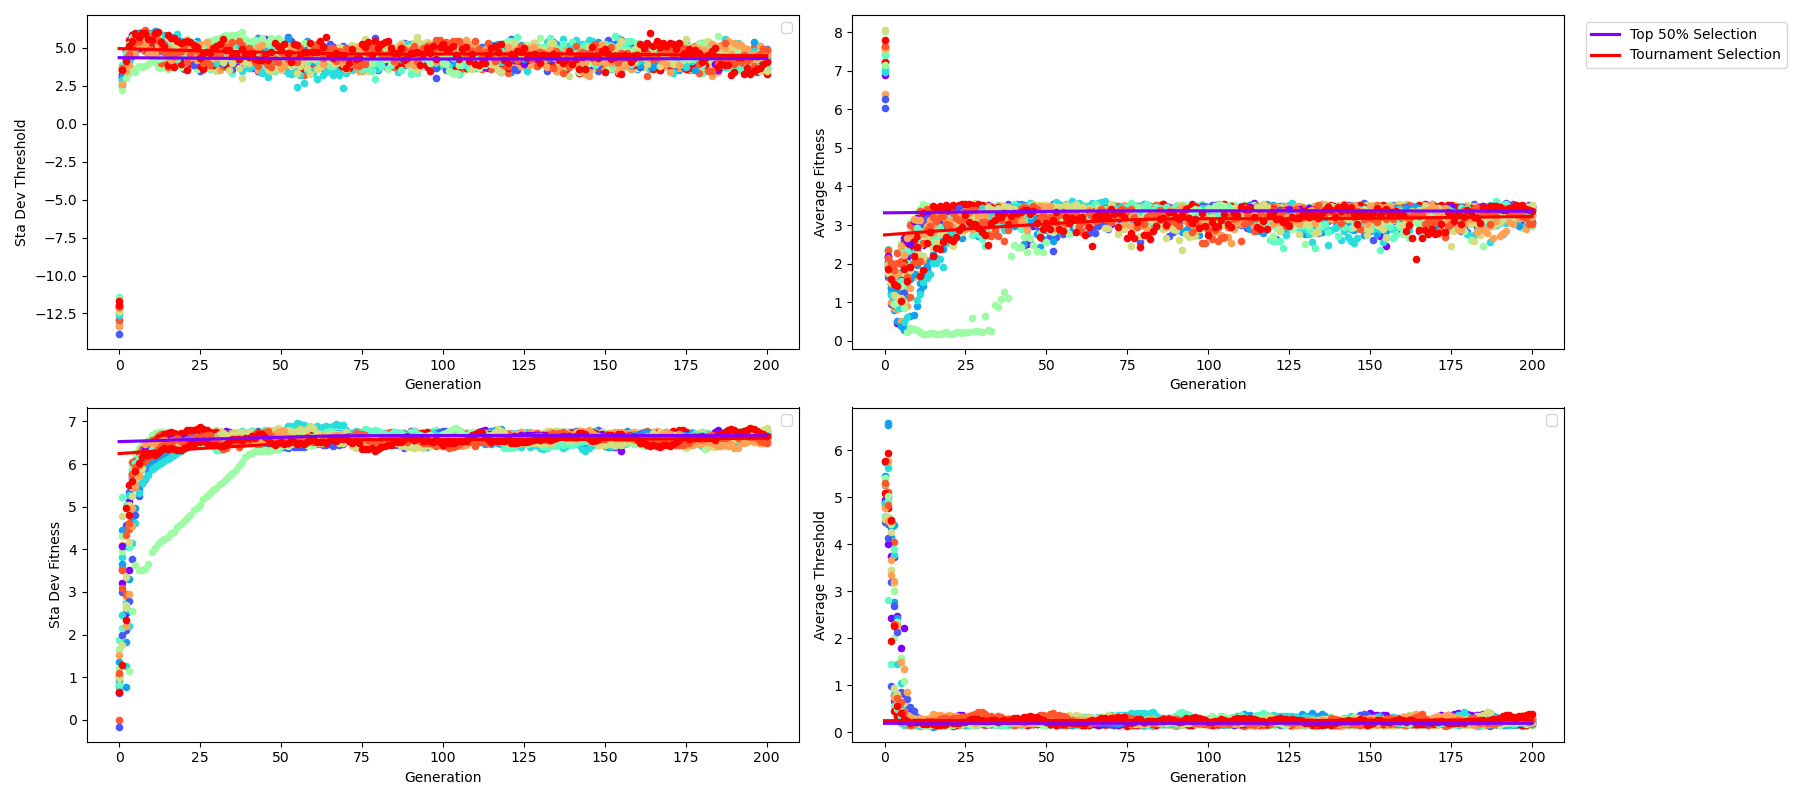 5.0
2.5
0.0
−2.5
−5.0
−7.5
−10.0
−12.5
Sta Dev Threshold
0 25 50 75 100 125 150 175 200
Generation
8
7
6
5
4
3
2
1
0
Average Fitness
0 25 50 75 100 125 150 175 200
Generation
Top 50% Selection
Tournament Selection
7
6
5
4
3
2
1
0
Sta Dev Fitness
0 25 50 75 100 125 150 175 200
Generation
6
5
4
3
2
1
0
Average Threshold
0 25 50 75 100 125 150 175 200
Generation